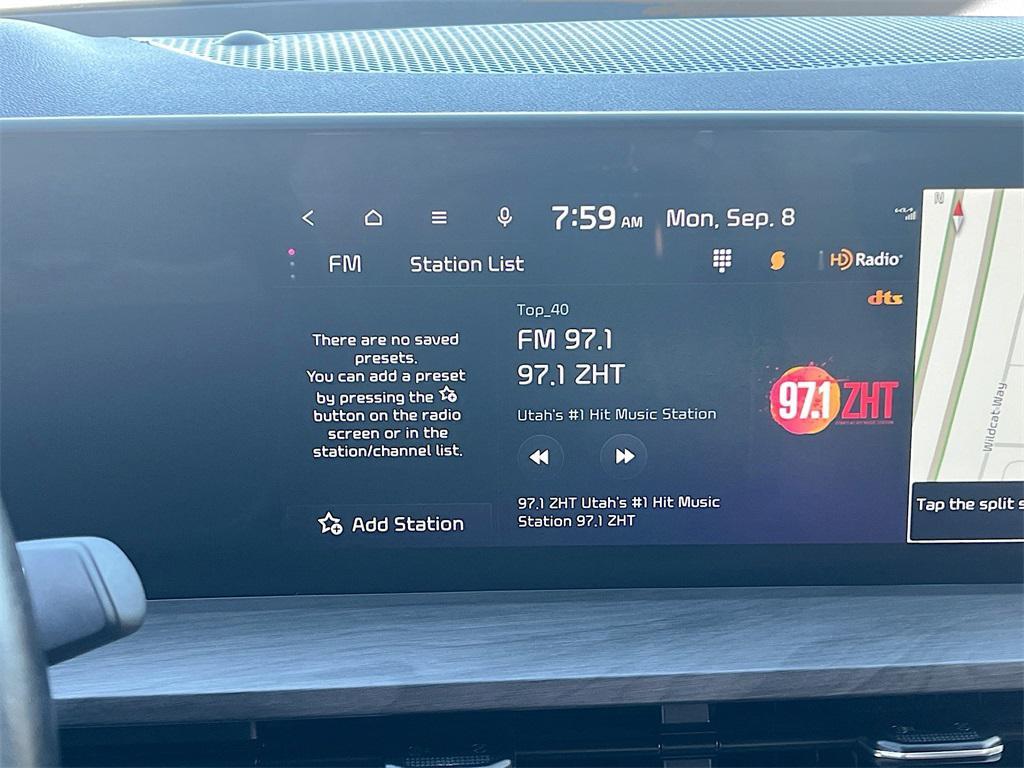 7:59 AM Mon, Sep. 8
KIA
N
FM Station List
HD Radio
dts
There are no saved
presets.
You can add a preset
by pressing the
button on the radio
screen or in the
station/channel list.
Add Station
Top_40
FM 97.1
97.1 ZHT
Utah's #1 Hit Music Station
97.1 ZHT Utah's #1 Hit Music
Station 97.1 ZHT
97.1 ZHT
Wildcat Way
Tap the split s